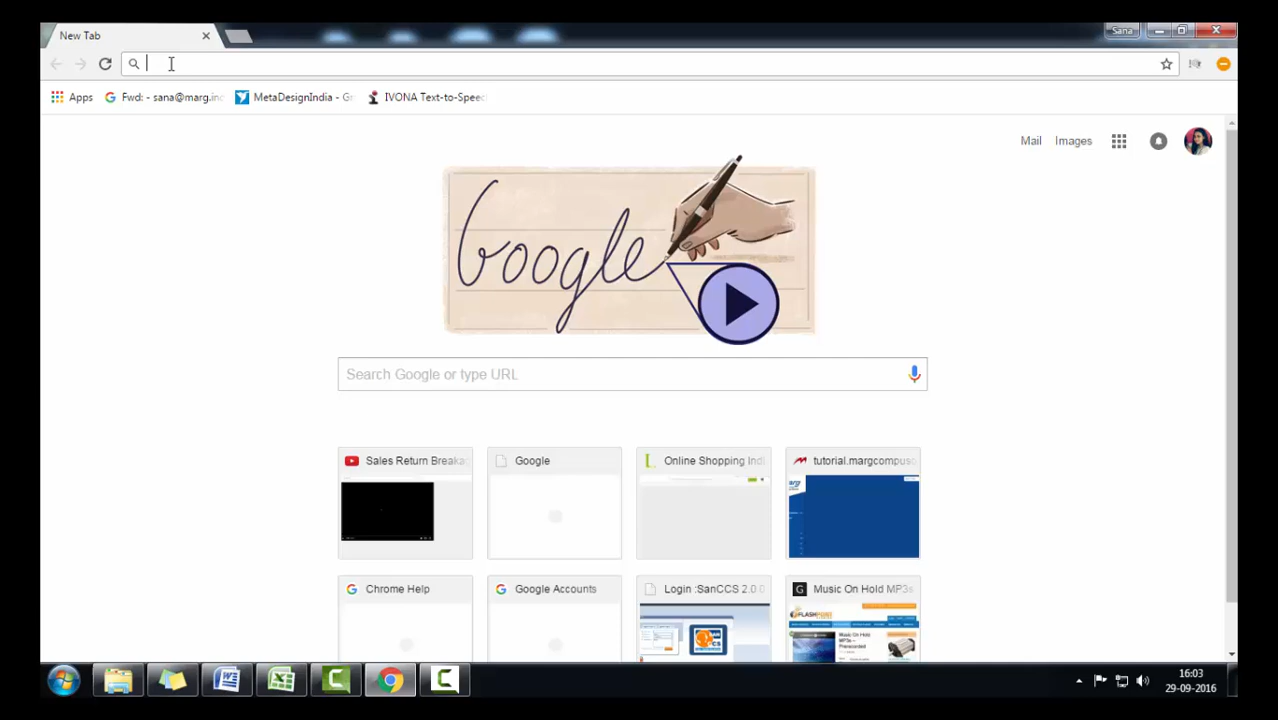 New Tab
Sana
Apps
Fwd: - sana@marg.in
MetaDesignIndia - G
IVONA Text-to-Speec
Mail Images
Google
Search Google or type URL
Sales Return Breaka
Google
Online Shopping Indi
tutorial.margcompuso
Chrome Help
Google Accounts
Login :SanCCS 2.0.0
Music On Hold MP3s
16:03
29-09-2016